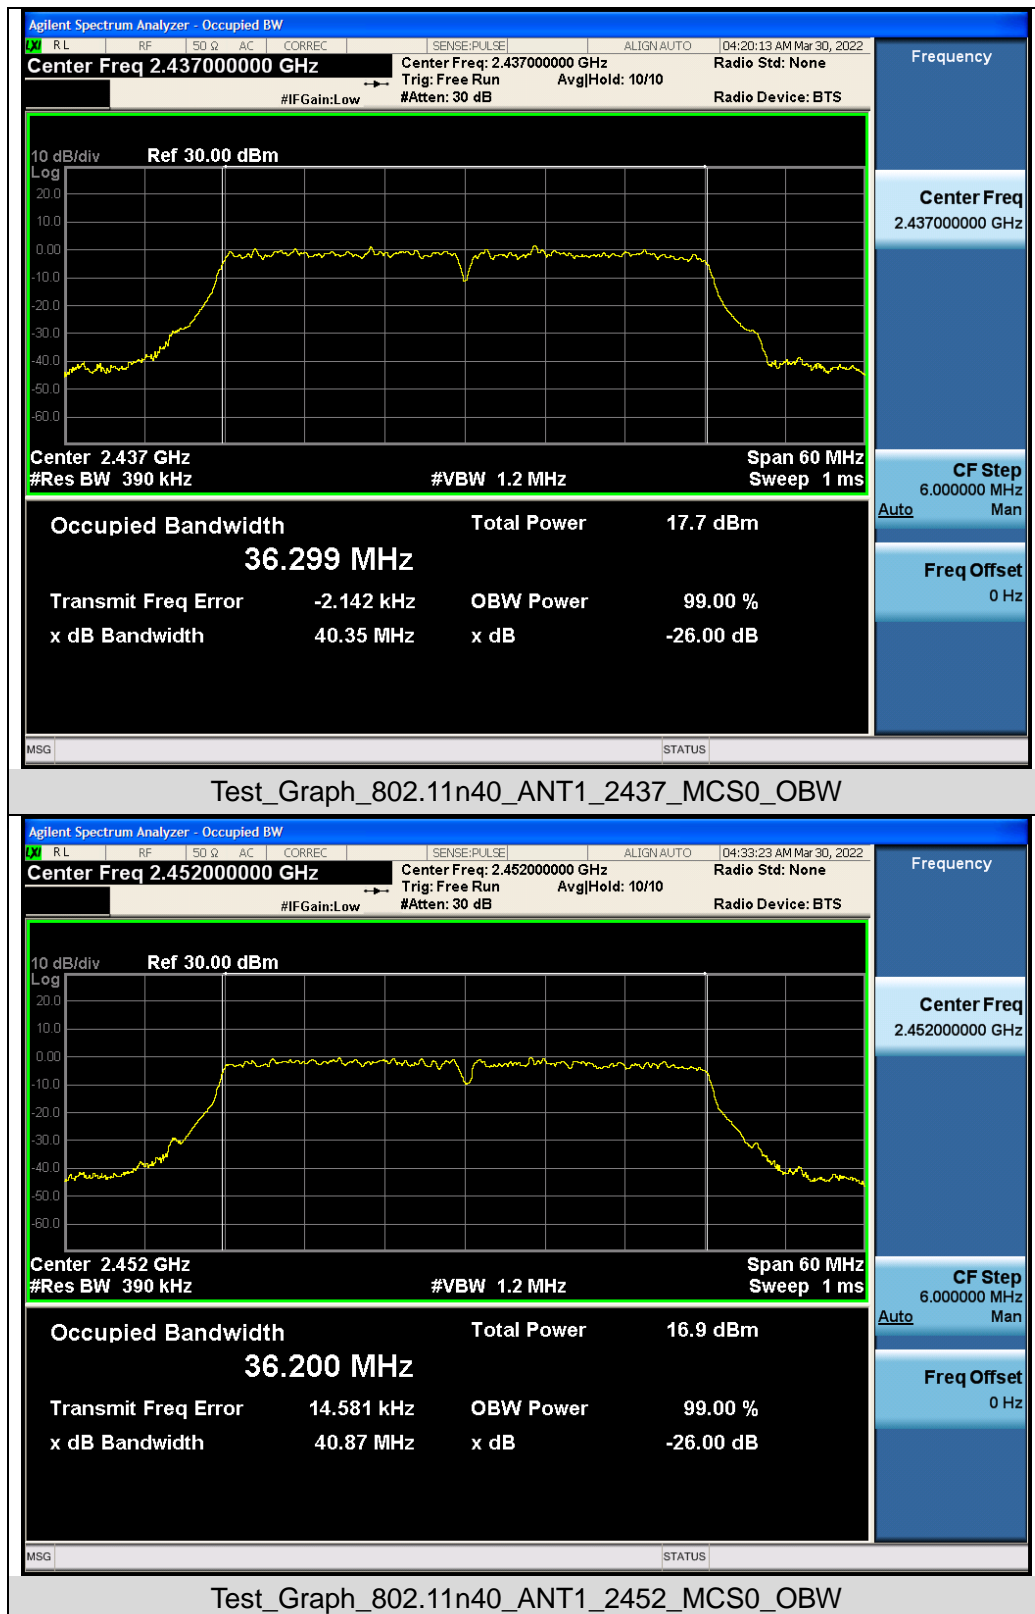 Agilent Spectrum Analyzer - Occupied BW
LXI RL RF 50 Ω AC CORREC SENSE:PULSE ALIGN AUTO 04:20:13 AM Mar 30, 2022
Center Freq 2.437000000 GHz Center Freq: 2.437000000 GHz Radio Std: None
Trig: Free Run Avg|Hold: 10/10
#IFGain:Low #Atten: 30 dB Radio Device: BTS
10 dB/div Ref 30.00 dBm
Log
20.0
10.0
0.00
-10.0
-20.0
-30.0
-40.0
-50.0
-60.0
Center 2.437 GHz Span 60 MHz
#Res BW 390 kHz #VBW 1.2 MHz Sweep 1 ms
Occupied Bandwidth Total Power 17.7 dBm
36.299 MHz
Transmit Freq Error -2.142 kHz OBW Power 99.00 %
x dB Bandwidth 40.35 MHz x dB -26.00 dB
MSG STATUS
Frequency
Center Freq
2.437000000 GHz
CF Step
6.000000 MHz
Auto Man
Freq Offset
0 Hz
Test_Graph_802.11n40_ANT1_2437_MCS0_OBW
Agilent Spectrum Analyzer - Occupied BW
LXI RL RF 50 Ω AC CORREC SENSE:PULSE ALIGN AUTO 04:33:23 AM Mar 30, 2022
Center Freq 2.452000000 GHz Center Freq: 2.452000000 GHz Radio Std: None
Trig: Free Run Avg|Hold: 10/10
#IFGain:Low #Atten: 30 dB Radio Device: BTS
10 dB/div Ref 30.00 dBm
Log
20.0
10.0
0.00
-10.0
-20.0
-30.0
-40.0
-50.0
-60.0
Center 2.452 GHz Span 60 MHz
#Res BW 390 kHz #VBW 1.2 MHz Sweep 1 ms
Occupied Bandwidth Total Power 16.9 dBm
36.200 MHz
Transmit Freq Error 14.581 kHz OBW Power 99.00 %
x dB Bandwidth 40.87 MHz x dB -26.00 dB
MSG STATUS
Frequency
Center Freq
2.452000000 GHz
CF Step
6.000000 MHz
Auto Man
Freq Offset
0 Hz
Test_Graph_802.11n40_ANT1_2452_MCS0_OBW